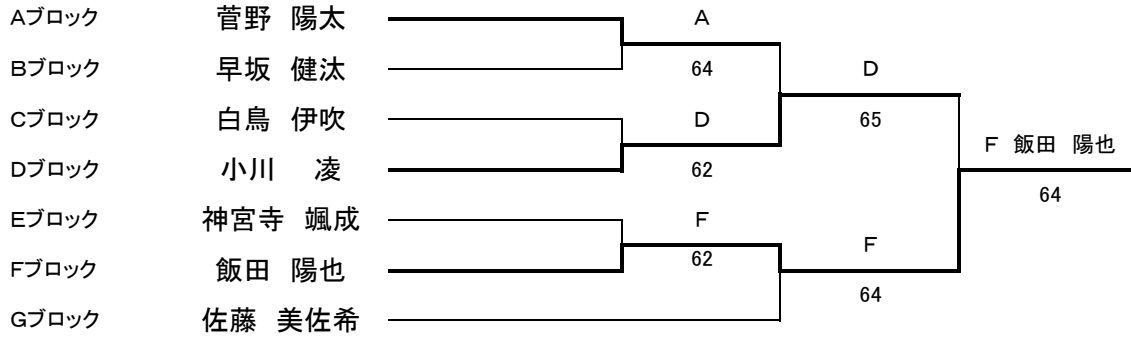 Aブロック 菅野 陽太 A
Bブロック 早坂 健汰 64 D
Cブロック 白鳥 伊吹 D 65
F 飯田 陽也
Dブロック 小川 凌 62
64
Eブロック 神宮寺 颯成 F
F
Fブロック 飯田 陽也 62
64
Gブロック 佐藤 美佐希